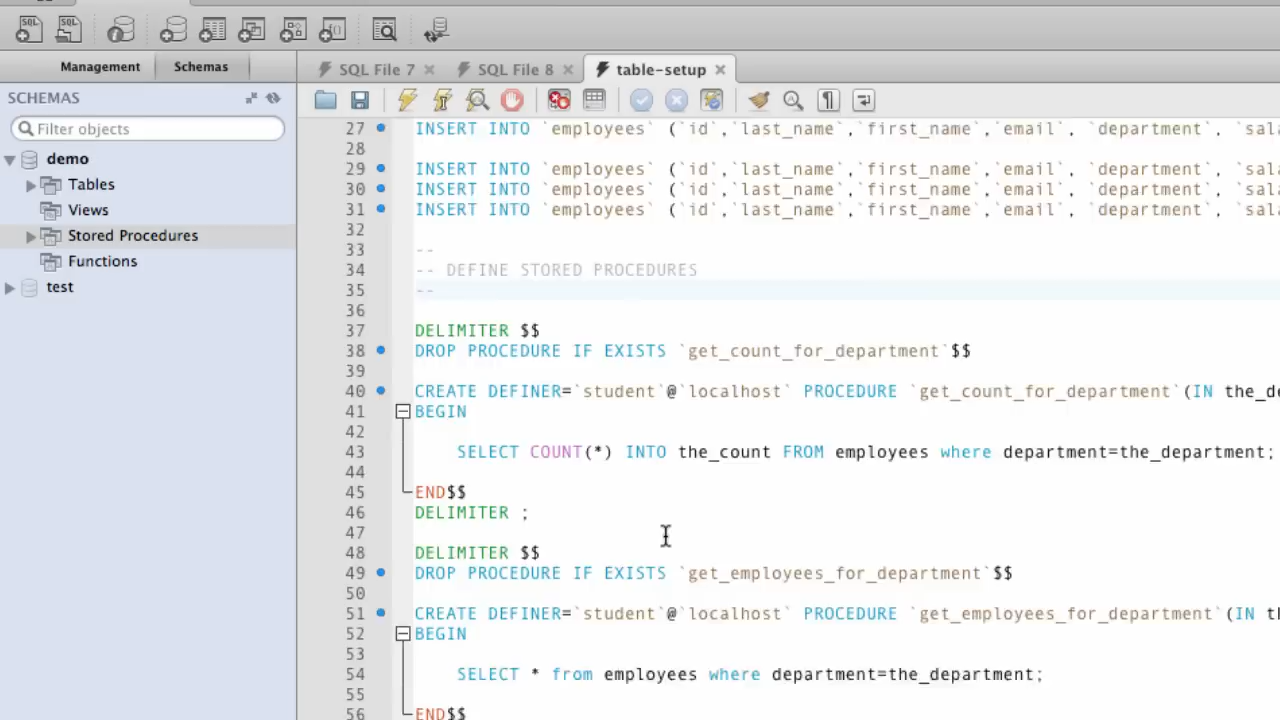 Management
Schemas
SQL File 7
SQL File 8
table-setup
SCHEMAS
Filter objects
demo
Tables
Views
Stored Procedures
Functions
test
27 INSERT INTO `employees` (`id`,`last_name`,`first_name`,`email`, `department`, `sala
28
29 INSERT INTO `employees` (`id`,`last_name`,`first_name`,`email`, `department`, `sala
30 INSERT INTO `employees` (`id`,`last_name`,`first_name`,`email`, `department`, `sala
31 INSERT INTO `employees` (`id`,`last_name`,`first_name`,`email`, `department`, `sala
32
33 --
34 -- DEFINE STORED PROCEDURES
35 --
36
37 DELIMITER $$
38 DROP PROCEDURE IF EXISTS `get_count_for_department`$$
39
40 CREATE DEFINER=`student`@`localhost` PROCEDURE `get_count_for_department`(IN the_de
41 BEGIN
42
43 SELECT COUNT(*) INTO the_count FROM employees where department=the_department;
44
45 END$$
46 DELIMITER ;
47
48 DELIMITER $$
49 DROP PROCEDURE IF EXISTS `get_employees_for_department`$$
50
51 CREATE DEFINER=`student`@`localhost` PROCEDURE `get_employees_for_department`(IN th
52 BEGIN
53
54 SELECT * from employees where department=the_department;
55
56 END$$